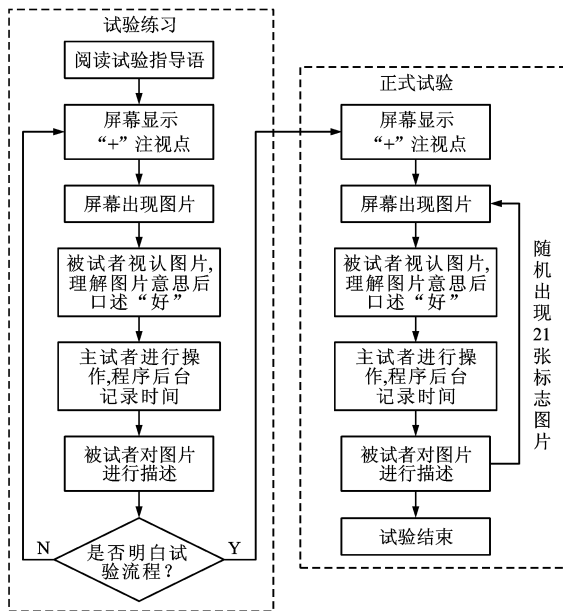 试验练习
阅读试验指导语
屏幕显示
“+”注视点
屏幕出现图片
被试者视认图片,
理解图片意思后
口述“好”
主试者进行操
作,程序后台
记录时间
被试者对图片
进行描述
是否明白试
验流程?
N
Y
正式试验
屏幕显示
“+”注视点
屏幕出现图片
被试者视认图片,
理解图片意思后
口述“好”
主试者进行操
作,程序后台
记录时间
被试者对图片
进行描述
试验结束
随机出现21张标志图片